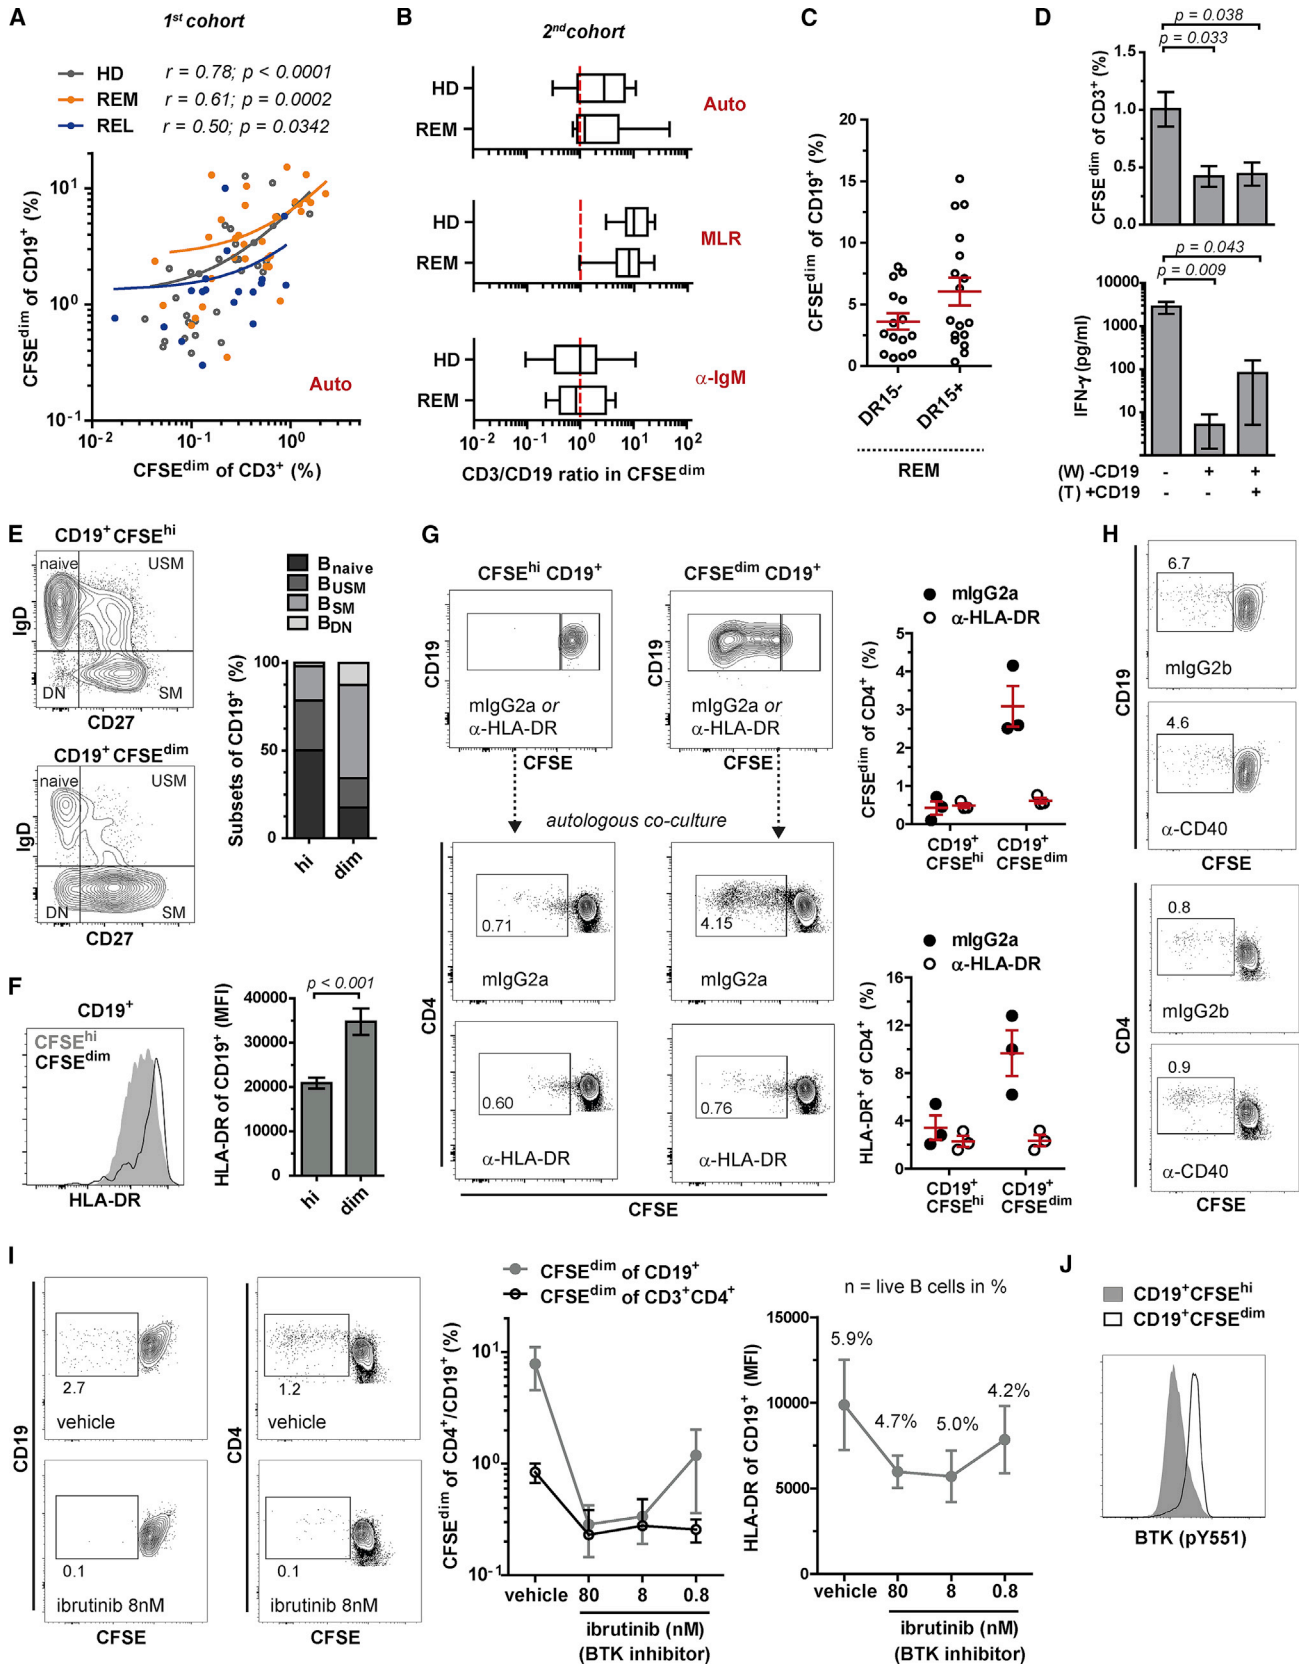 A
1st cohort
HD r = 0.78; p < 0.0001
REM r = 0.61; p = 0.0002
REL r = 0.50; p = 0.0342
CFSEdim of CD19+ (%)
10^1
10^0
10^-1
Auto
10^-2 10^-1 10^0
CFSEdim of CD3+ (%)
B
2nd cohort
HD
REM
Auto
HD
REM
MLR
HD
REM
α-IgM
10^-2 10^-1 10^0 10^1 10^2
CD3/CD19 ratio in CFSEdim
C
CFSEdim of CD19+ (%)
20
15
10
5
0
DR15- DR15+
REM
D
p = 0.038
p = 0.033
CFSEdim of CD3+ (%)
1.5
1.0
0.5
0.0
p = 0.043
p = 0.009
IFN-γ (pg/ml)
10000
1000
100
10
(W) -CD19 - + +
(T) +CD19 - - +
E
CD19+ CFSEhi
naive USM
DN SM
IgD
CD27
CD19+ CFSEdim
naive USM
DN SM
IgD
CD27
Bnaive
BUSM
BSM
BDN
Subsets of CD19+ (%)
100
50
0
hi dim
F
CD19+
CFSEhi
CFSEdim
HLA-DR
p < 0.001
HLA-DR of CD19+ (MFI)
40000
30000
20000
10000
0
hi dim
G
CFSEhi CD19+
CD19
mIgG2a or
α-HLA-DR
CFSE
CFSEdim CD19+
CD19
mIgG2a or
α-HLA-DR
CFSE
autologous co-culture
CD4
0.71
mIgG2a
4.15
mIgG2a
0.60
α-HLA-DR
0.76
α-HLA-DR
CFSE
mIgG2a
α-HLA-DR
CFSEdim of CD4+ (%)
5
4
3
2
1
0
CD19+ CD19+
CFSEhi CFSEdim
mIgG2a
α-HLA-DR
HLA-DR+ of CD4+ (%)
16
12
8
4
0
CD19+ CD19+
CFSEhi CFSEdim
H
CD19
6.7
mIgG2b
4.6
α-CD40
CFSE
CD4
0.8
mIgG2b
0.9
α-CD40
CFSE
I
CD19
2.7
vehicle
0.1
ibrutinib 8nM
CFSE
CD4
1.2
vehicle
0.1
ibrutinib 8nM
CFSE
CFSEdim of CD19+
CFSEdim of CD3+CD4+
CFSEdim of CD4+/CD19+ (%)
10^1
10^0
10^-1
vehicle 80 8 0.8
ibrutinib (nM)
(BTK inhibitor)
n = live B cells in %
HLA-DR of CD19+ (MFI)
15000
10000
5000
0
5.9%
4.7%
5.0%
4.2%
vehicle 80 8 0.8
ibrutinib (nM)
(BTK inhibitor)
J
CD19+CFSEhi
CD19+CFSEdim
BTK (pY551)